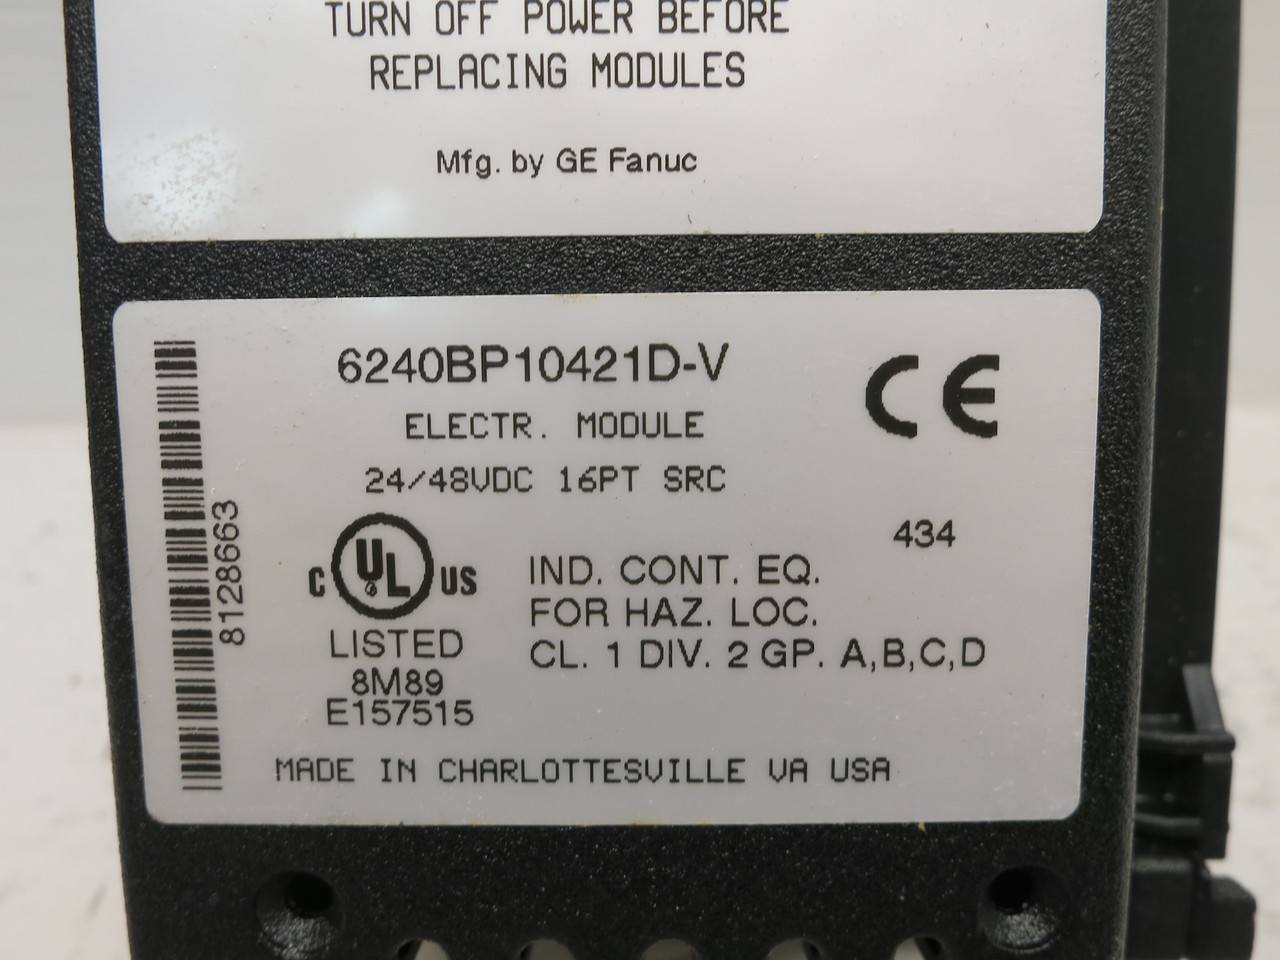 TURN OFF POWER BEFORE
REPLACING MODULES
Mfg. by GE Fanuc
6240BP10421D-V
CE
ELECTR. MODULE
24/48VDC 16PT SRC
434
8128663
C UL US
LISTED
8M89
E157515
IND. CONT. EQ.
FOR HAZ. LOC.
CL. 1 DIV. 2 GP. A,B,C,D
MADE IN CHARLOTTESVILLE VA USA